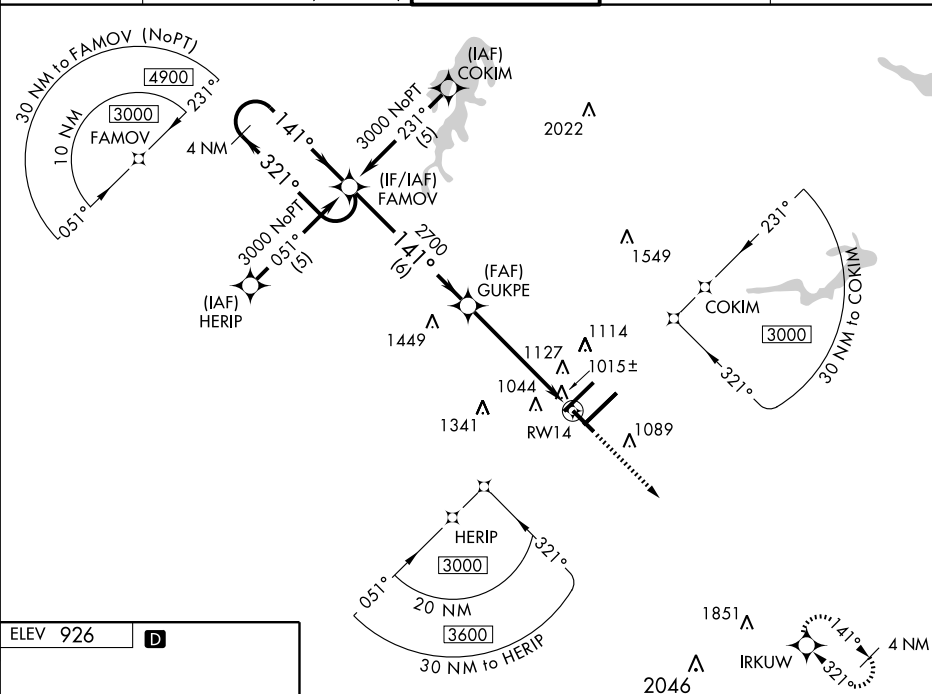 30 NM to FAMOV (NoPT)
4900
231°
3000
10 NM
FAMOV
051°
4 NM
141°
321°
(IAF)
COKIM
3000 NoPT
231°
(5)
(IF/IAF)
FAMOV
3000 NoPT
051°
(5)
(IAF)
HERIP
2700
141°
(6)
(FAF)
GUKPE
2022
1549
1449
1127
1114
1015±
1044
1341
RW14
1089
231°
COKIM
3000
321°
30 NM to COKIM
HERIP
3000
051°
321°
20 NM
3600
30 NM to HERIP
1851
141°
4 NM
IRKUW
321°
2046
ELEV 926
D